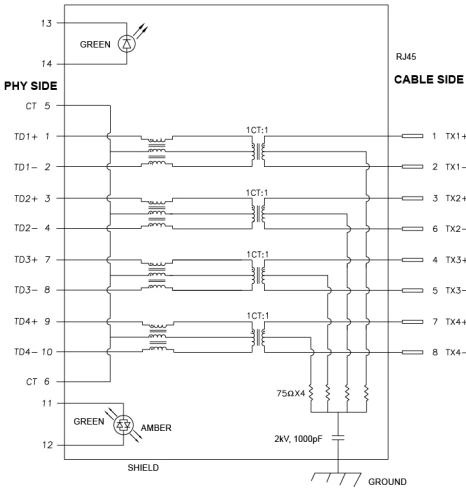 13
GREEN
14
RJ45
PHY SIDE
CABLE SIDE
CT 5
1CT:1
TD1+ 1
1 TX1+
TD1- 2
2 TX1-
1CT:1
TD2+ 3
3 TX2+
TD2- 4
6 TX2-
1CT:1
TD3+ 7
4 TX3+
TD3- 8
5 TX3-
1CT:1
TD4+ 9
7 TX4+
TD4- 10
8 TX4-
CT 6
75ΩX4
11
GREEN
AMBER
12
2kV, 1000pF
SHIELD
GROUND